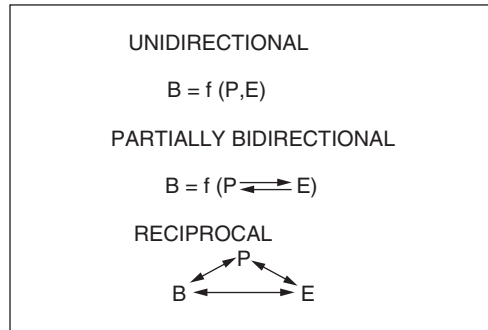 UNIDIRECTIONAL
B = f (P,E)
PARTIALLY BIDIRECTIONAL
B = f (P ⇄ E)
RECIPROCAL
P
B E